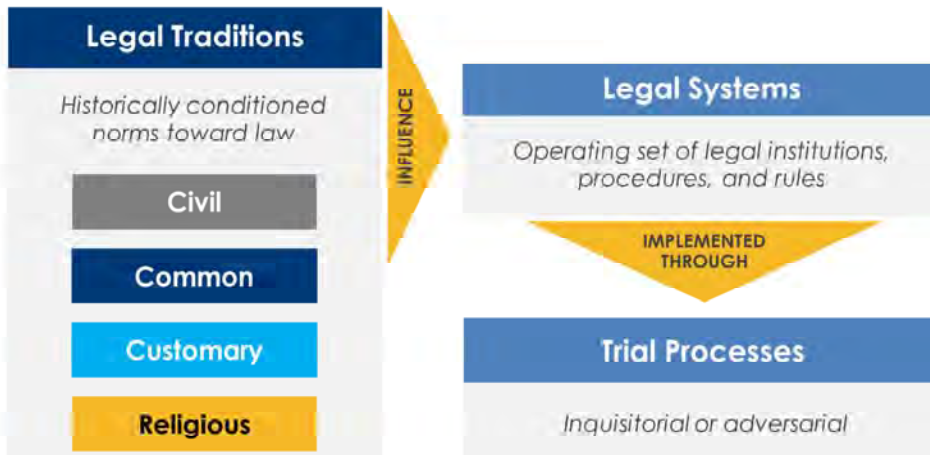 Legal Traditions
Historically conditioned
norms toward law
Civil
Common
Customary
Religious
INFLUENCE
Legal Systems
Operating set of legal institutions,
procedures, and rules
IMPLEMENTED
THROUGH
Trial Processes
Inquisitorial or adversarial